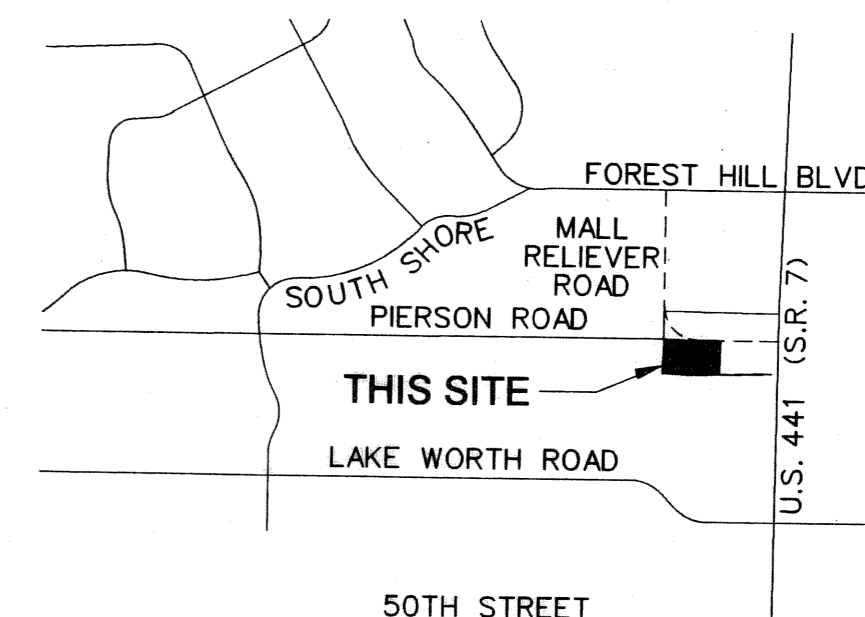 FOREST HILL BLVD
MALL
RELIEVER
ROAD
SOUTH SHORE
PIERSON ROAD
U.S. 441 (S.R. 7)
THIS SITE
LAKE WORTH ROAD
50TH STREET